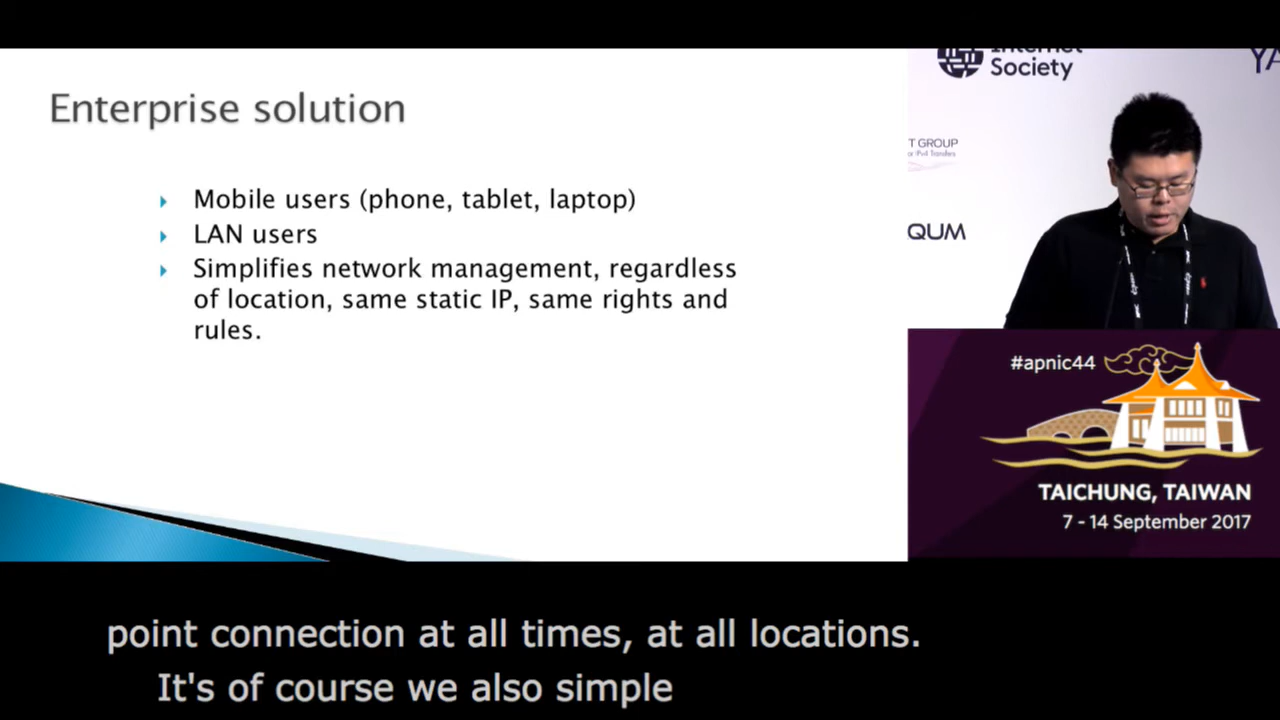 Enterprise solution
Mobile users (phone, tablet, laptop)
LAN users
Simplifies network management, regardless
of location, same static IP, same rights and
rules.
Internet
Society
YA
T GROUP
QUM
#apnic44
TAICHUNG, TAIWAN
7 - 14 September 2017
point connection at all times, at all locations.
It's of course we also simple